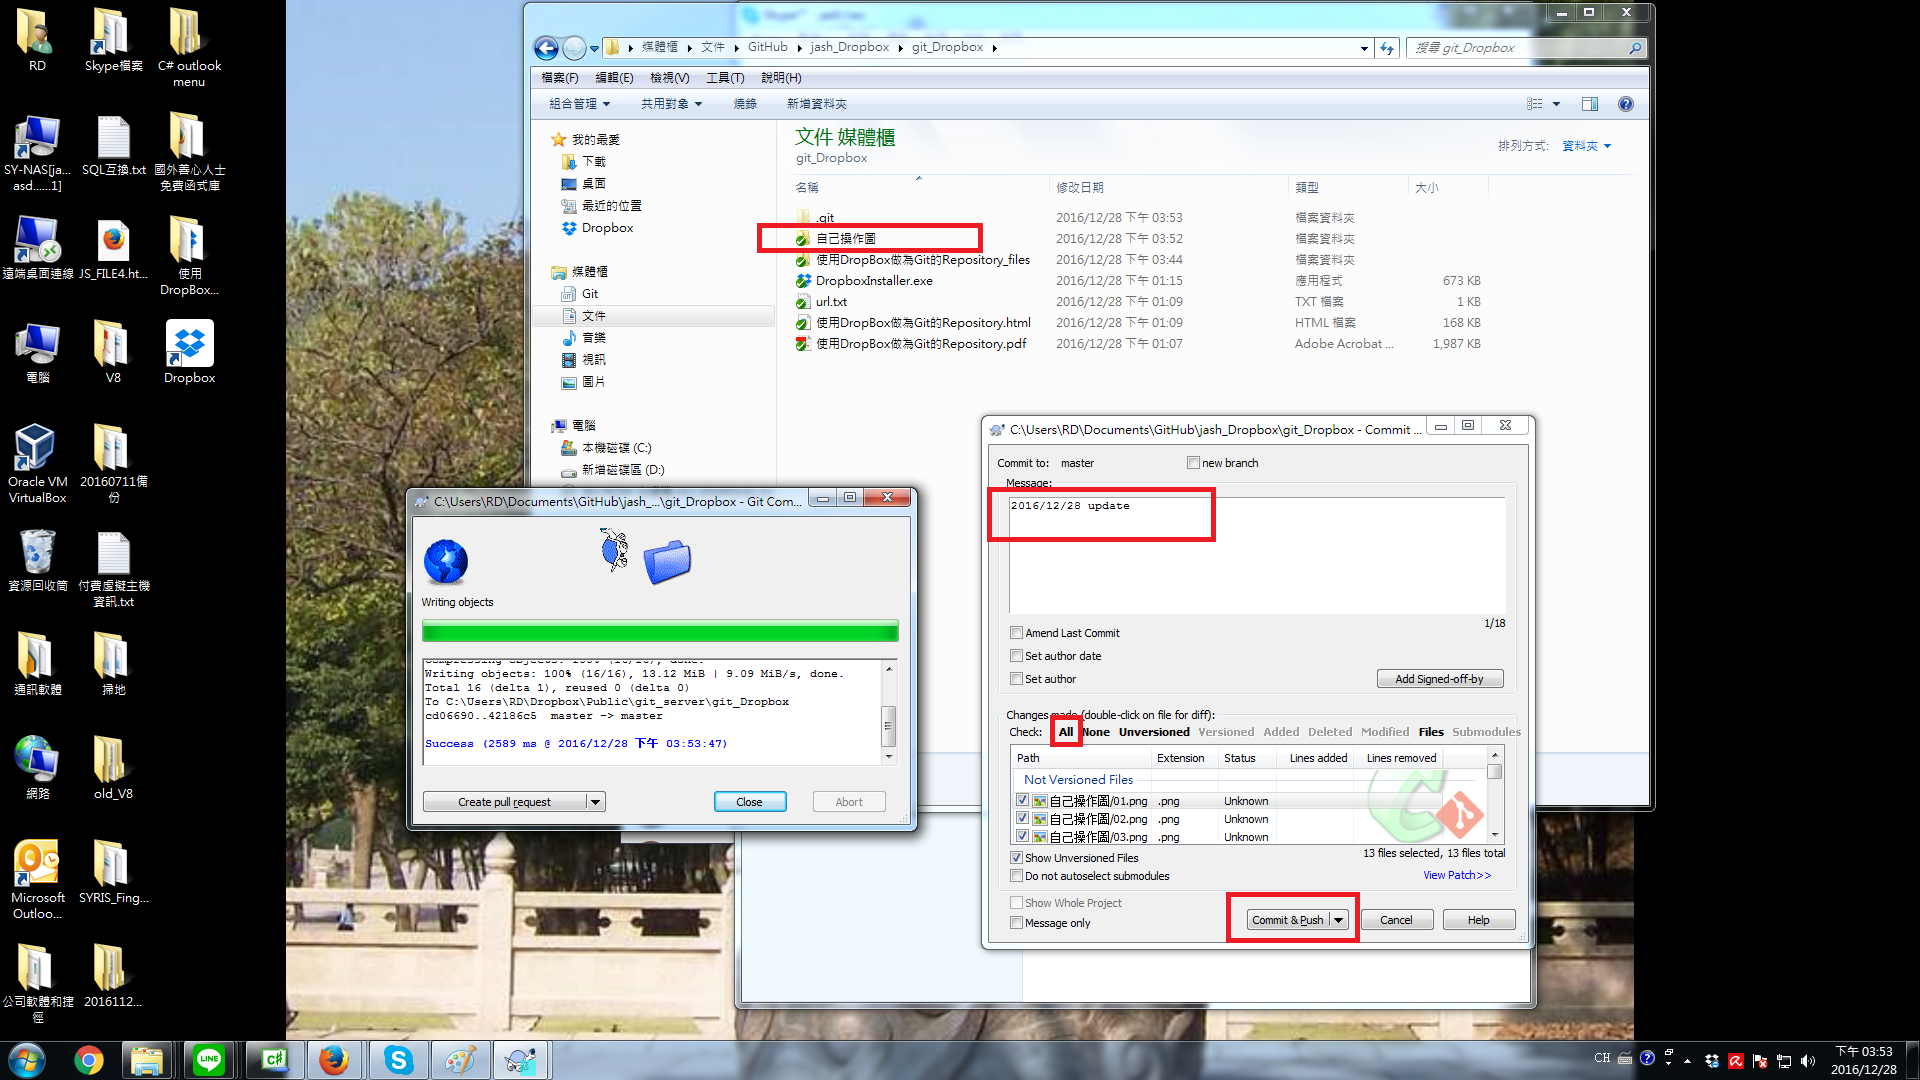 RD
Skype檔案
C# outlook menu
SY-NAS[ja... asd......1]
SQL互換.txt
國外善心人士 免費函式庫
遠端桌面連線
JS_FILE4.ht...
使用 DropBox...
電腦
V8
Dropbox
Oracle VM VirtualBox
20160711備份
資源回收筒
付費虛擬主機 資訊.txt
通訊軟體
掃地
網路
old_V8
Microsoft Outloo...
SYRIS_Fing...
公司軟體和捷徑
2016112...
媒體櫃 文件 GitHub jash_Dropbox git_Dropbox
搜尋 git_Dropbox
檔案(F) 編輯(E) 檢視(V) 工具(T) 說明(H)
組合管理 共用對象 燒錄 新增資料夾
我的最愛
下載
桌面
最近的位置
Dropbox
媒體櫃
Git
文件
音樂
視訊
圖片
電腦
本機磁碟 (C:)
新增磁碟區 (D:)
文件 媒體櫃
git_Dropbox
排列方式: 資料夾
名稱 修改日期 類型 大小
.git 2016/12/28 下午 03:53 檔案資料夾
自己操作圖 2016/12/28 下午 03:52 檔案資料夾
使用DropBox做為Git的Repository_files 2016/12/28 下午 03:44 檔案資料夾
DropboxInstaller.exe 2016/12/28 下午 01:15 應用程式 673 KB
url.txt 2016/12/28 下午 01:09 TXT 檔案 1 KB
使用DropBox做為Git的Repository.html 2016/12/28 下午 01:09 HTML 檔案 168 KB
使用DropBox做為Git的Repository.pdf 2016/12/28 下午 01:07 Adobe Acrobat ... 1,987 KB
C:\Users\RD\Documents\GitHub\jash_...\git_Dropbox - Git Com...
Writing objects
Compressing objects: 100% (16/16), done.
Writing objects: 100% (16/16), 13.12 MiB | 9.09 MiB/s, done.
Total 16 (delta 1), reused 0 (delta 0)
To C:\Users\RD\Dropbox\Public\git_server\git_Dropbox
cd06690..42186c5 master -> master
Success (2589 ms @ 2016/12/28 下午 03:53:47)
Create pull request
Close
Abort
C:\Users\RD\Documents\GitHub\jash_Dropbox\git_Dropbox - Commit ...
Commit to: master new branch
Message:
2016/12/28 update
1/18
Amend Last Commit
Set author date
Set author
Add Signed-off-by
Changes made (double-click on file for diff):
Check: All None Unversioned Versioned Added Deleted Modified Files Submodules
Path Extension Status Lines added Lines removed
Not Versioned Files
自己操作圖/01.png .png Unknown
自己操作圖/02.png .png Unknown
自己操作圖/03.png .png Unknown
Show Unversioned Files
13 files selected, 13 files total
Do not autoselect submodules
View Patch>>
Show Whole Project
Message only
Commit & Push
Cancel
Help
LINE
C#
CH
下午 03:53
2016/12/28